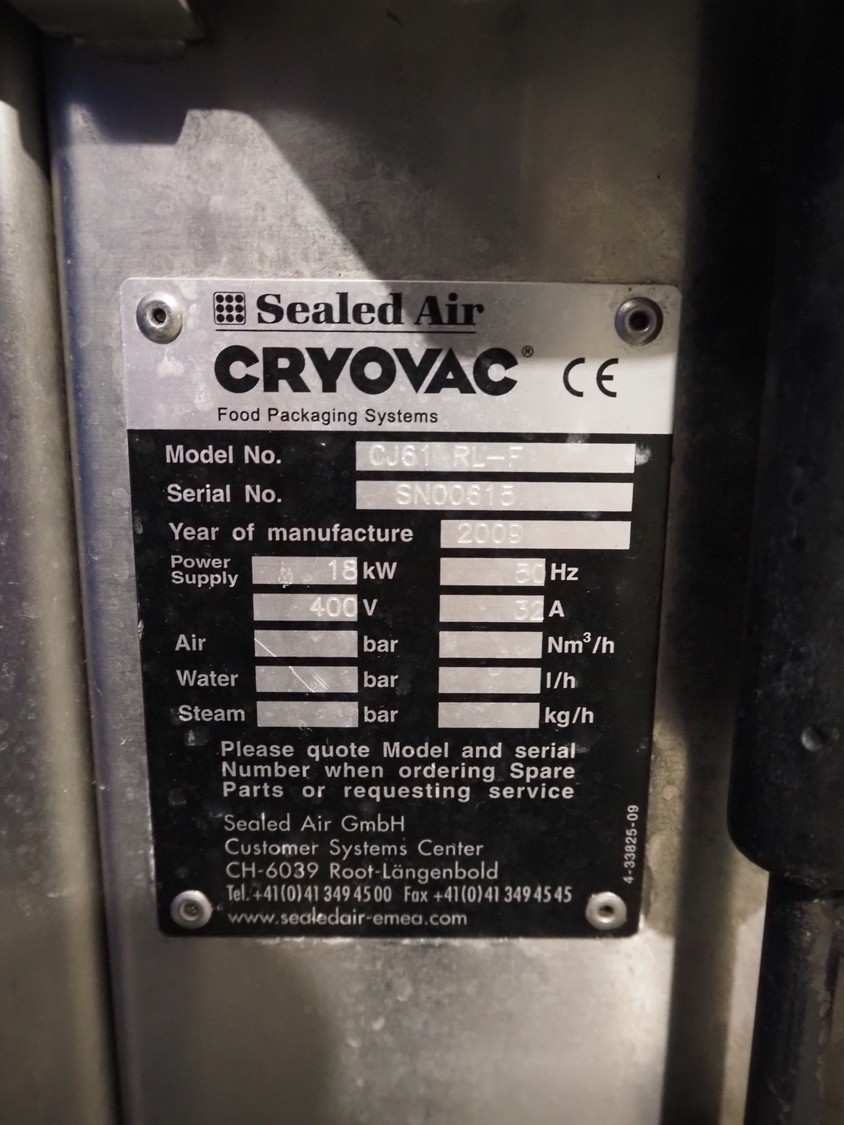 Sealed Air
CRYOVAC®
CE
Food Packaging Systems
Model No. CJ61 RL-F
Serial No. SN00615
Year of manufacture 2009
Power Supply 18 kW 50 Hz
400 V 32 A
Air bar Nm³/h
Water bar l/h
Steam bar kg/h
Please quote Model and serial
Number when ordering Spare
Parts or requesting service
Sealed Air GmbH
Customer Systems Center
CH-6039 Root-Längenbold
Tel.+41(0)41 349 45 00 Fax +41(0)41 349 45 45
www.sealedair-emea.com
4-33825-09